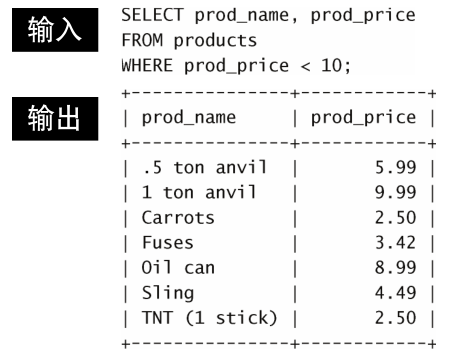 输入
SELECT prod_name, prod_price
FROM products
WHERE prod_price < 10;
输出
+---------------+------------+
| prod_name     | prod_price |
+---------------+------------+
| .5 ton anvil  |       5.99 |
| 1 ton anvil   |       9.99 |
| Carrots       |       2.50 |
| Fuses         |       3.42 |
| Oil can       |       8.99 |
| Sling         |       4.49 |
| TNT (1 stick) |       2.50 |
+---------------+------------+